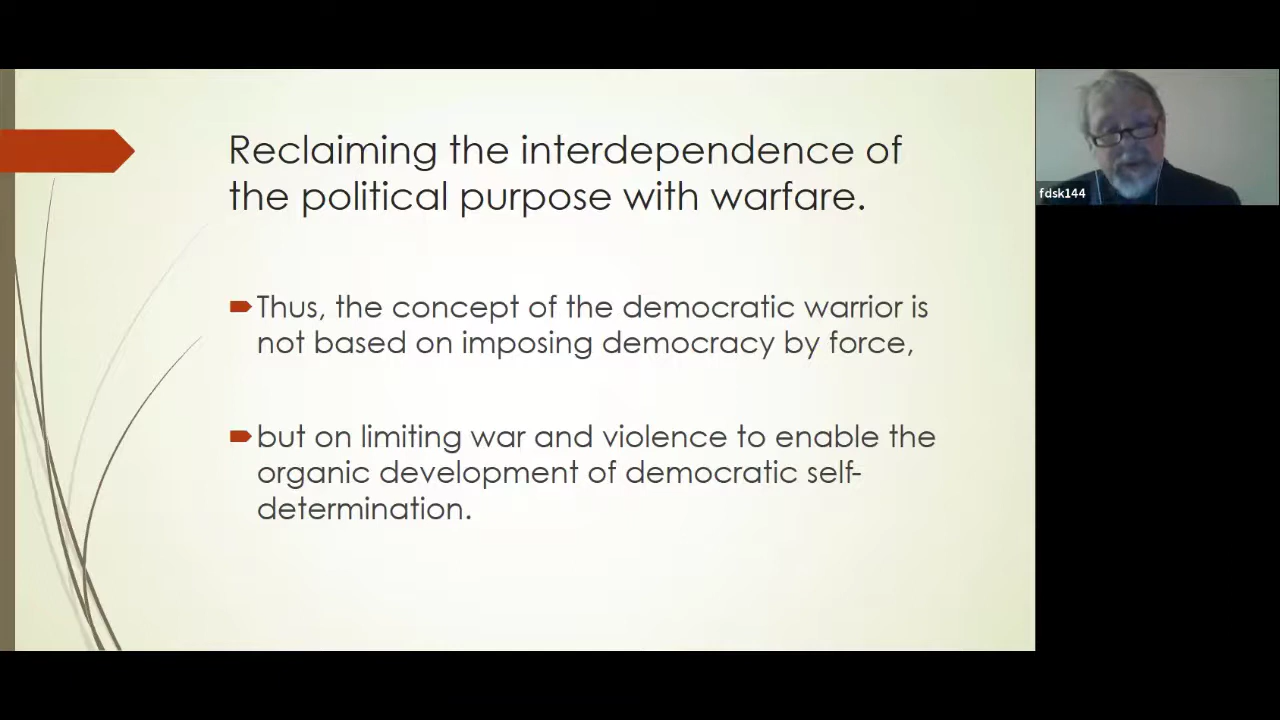 Reclaiming the interdependence of
the political purpose with warfare.
Thus, the concept of the democratic warrior is
not based on imposing democracy by force,
but on limiting war and violence to enable the
organic development of democratic self-
determination.
fdsk144